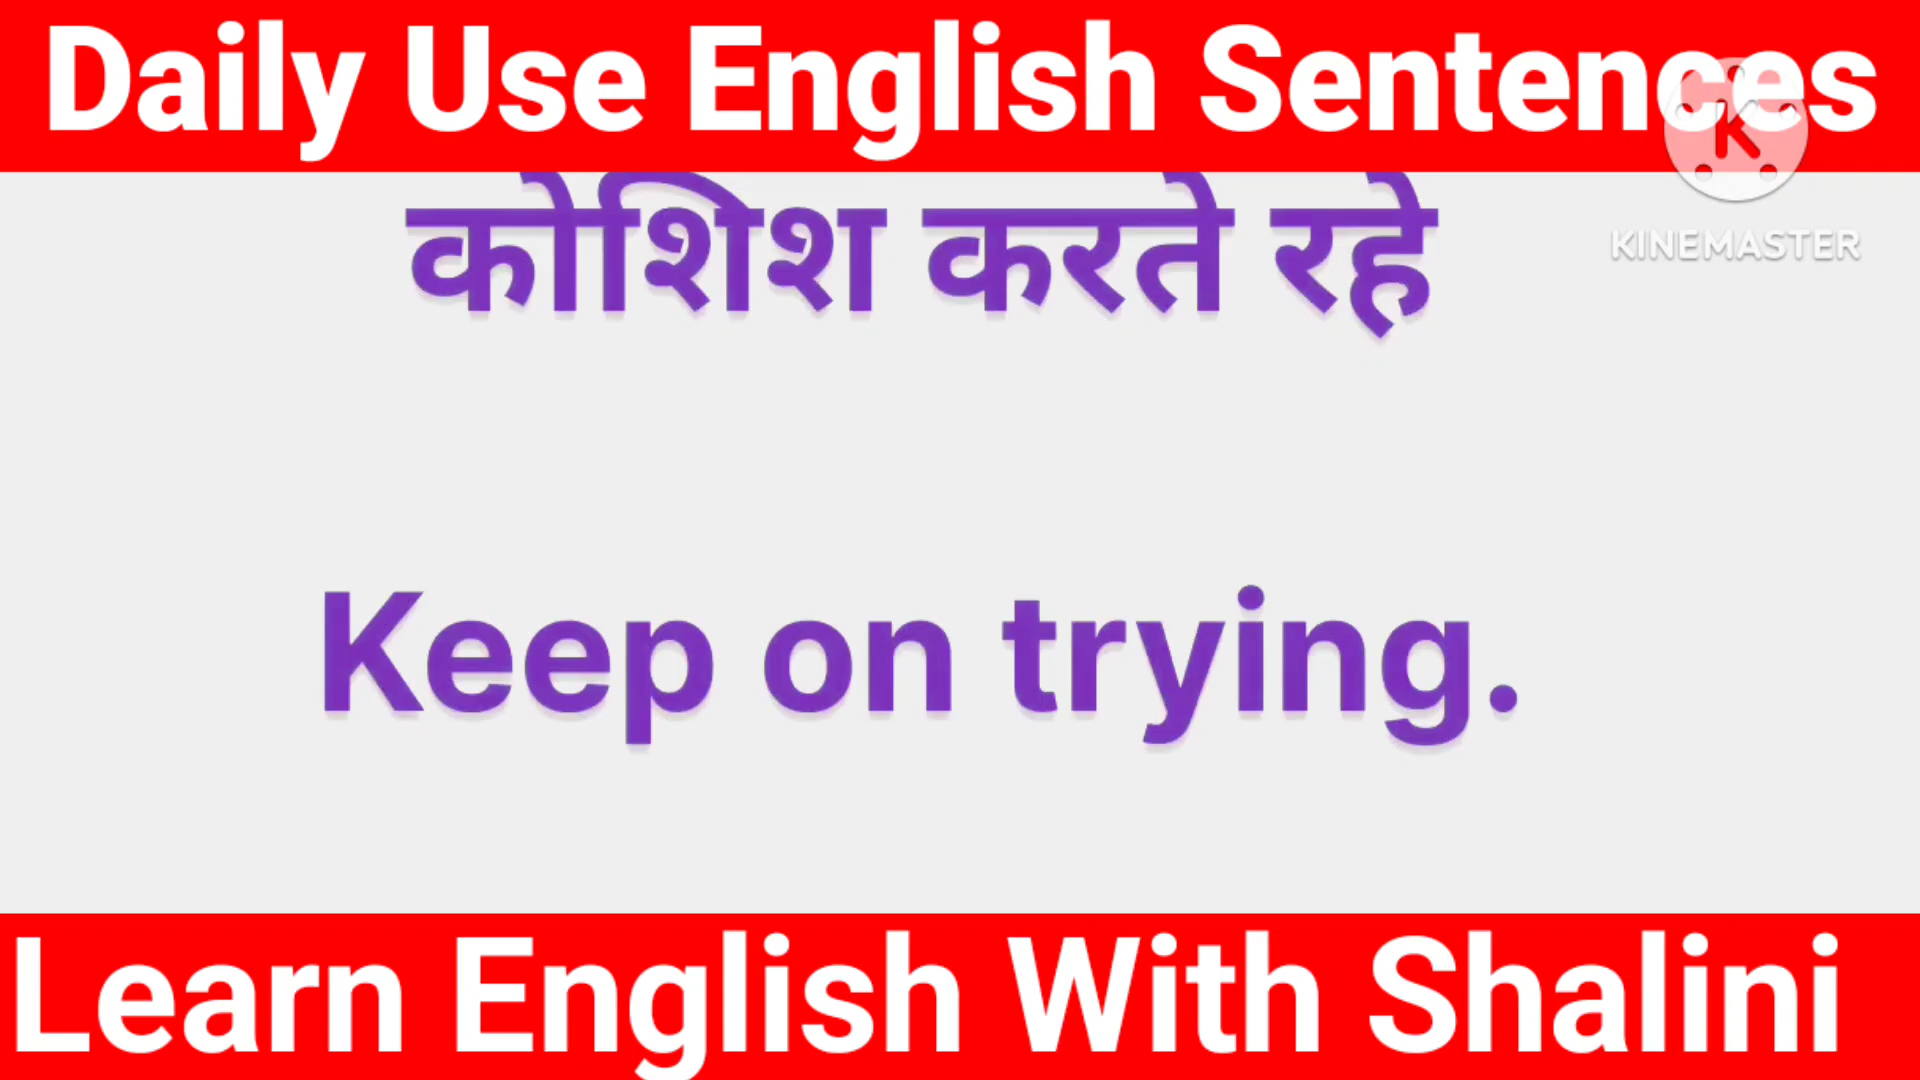 Daily Use English Sentences
K
KINEMASTER
कोशिश करते रहे
Keep on trying.
Learn English With Shalini